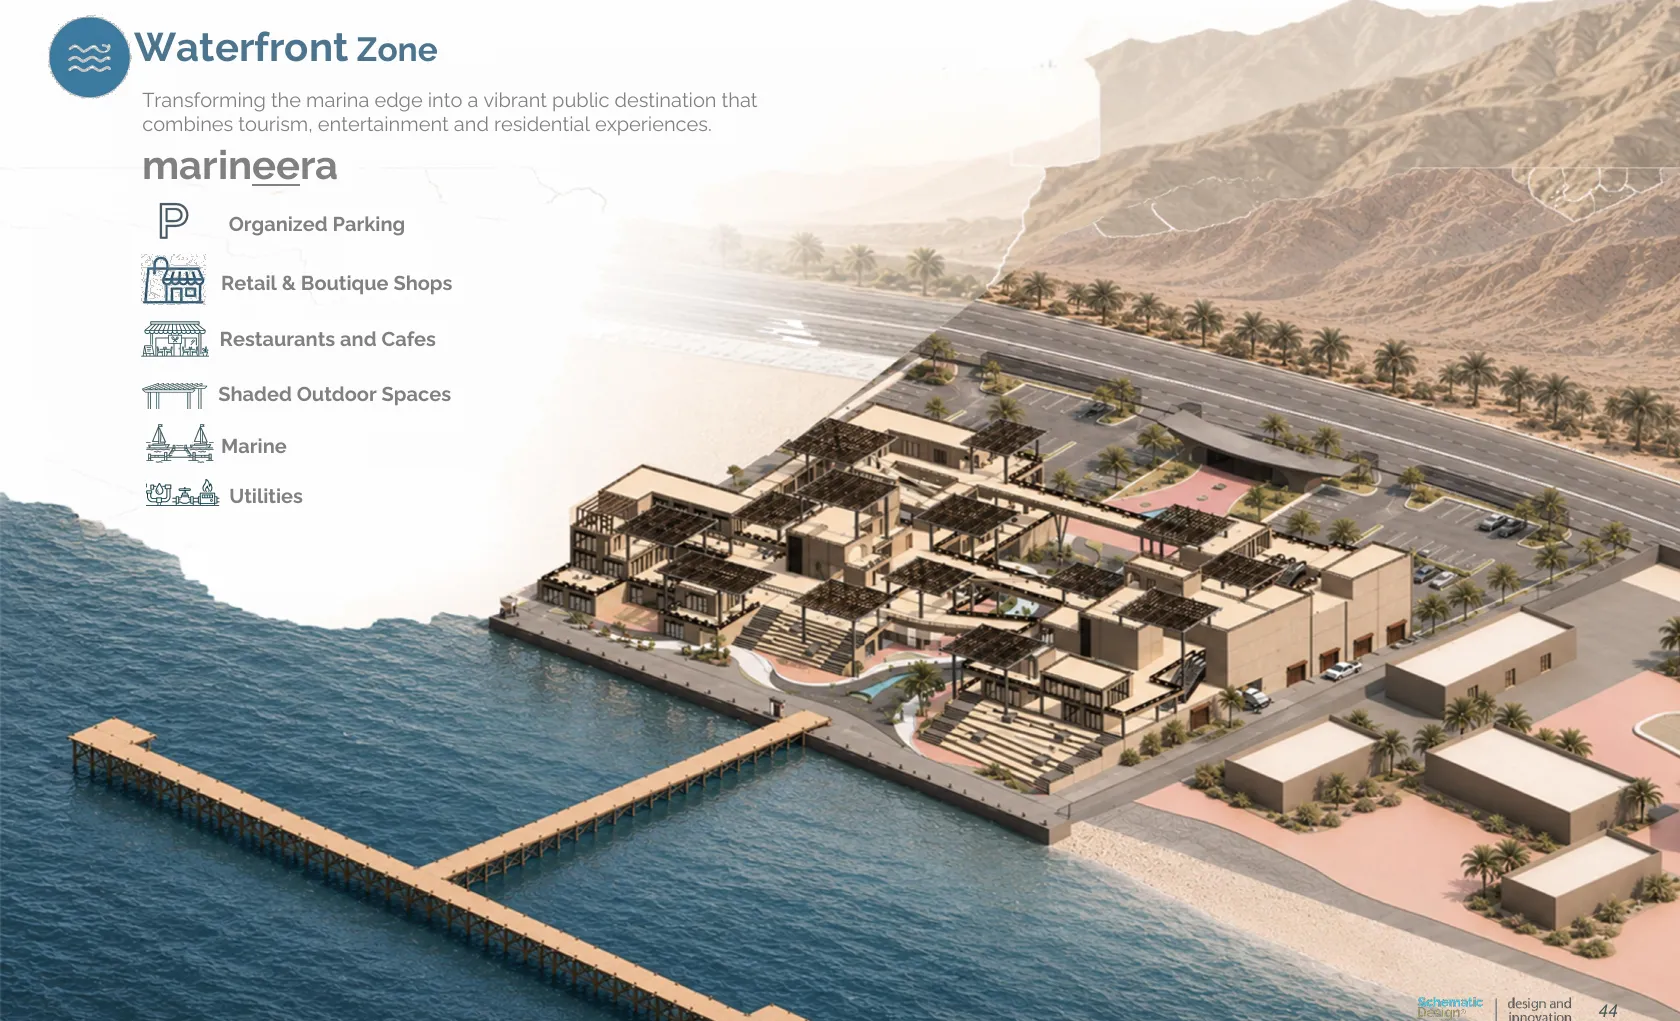 Waterfront Zone
Transforming the marina edge into a vibrant public destination that
combines tourism, entertainment and residential experiences.
marineera
P
Organized Parking
Retail & Boutique Shops
Restaurants and Cafes
Shaded Outdoor Spaces
Marine
Utilities
Schematic
Design
design and
innovation
44